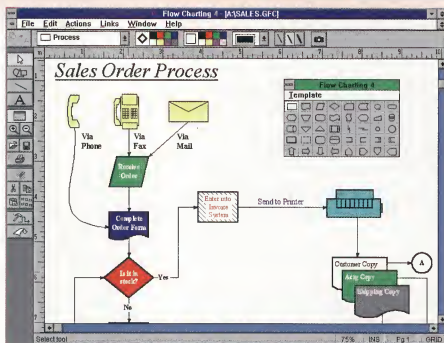 Flow Charting 4 - [A:\SALES.GFC]
File Edit Actions Links Window Help
Process
Sales Order Process
Flow Charting 4
Template
Via Phone
Via Fax
Via Mail
Receive Order
Complete Order Form
Is it in stock?
Yes
No
Enter into Invoice System
Send to Printer
Customer Copy
A
Acctg Copy
Shipping Copy
Select tool
75% INS Pg 1 GRID